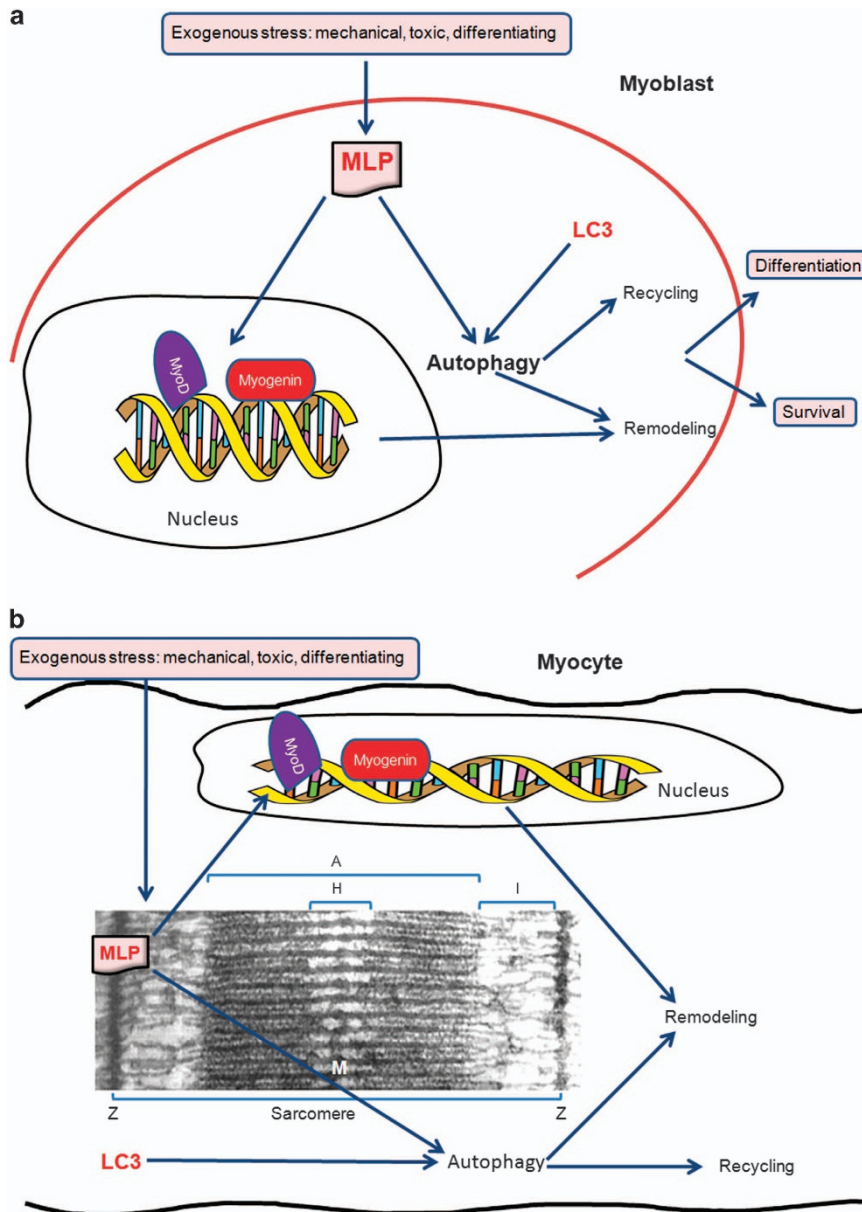 a
Exogenous stress: mechanical, toxic, differentiating
Myoblast
MLP
LC3
Differentiation
Recycling
MyoD
Myogenin
Autophagy
Survival
Remodeling
Nucleus
b
Exogenous stress: mechanical, toxic, differentiating
Myocyte
MyoD
Myogenin
Nucleus
A
H
I
MLP
Remodeling
M
Z
Sarcomere
Z
LC3
Autophagy
Recycling